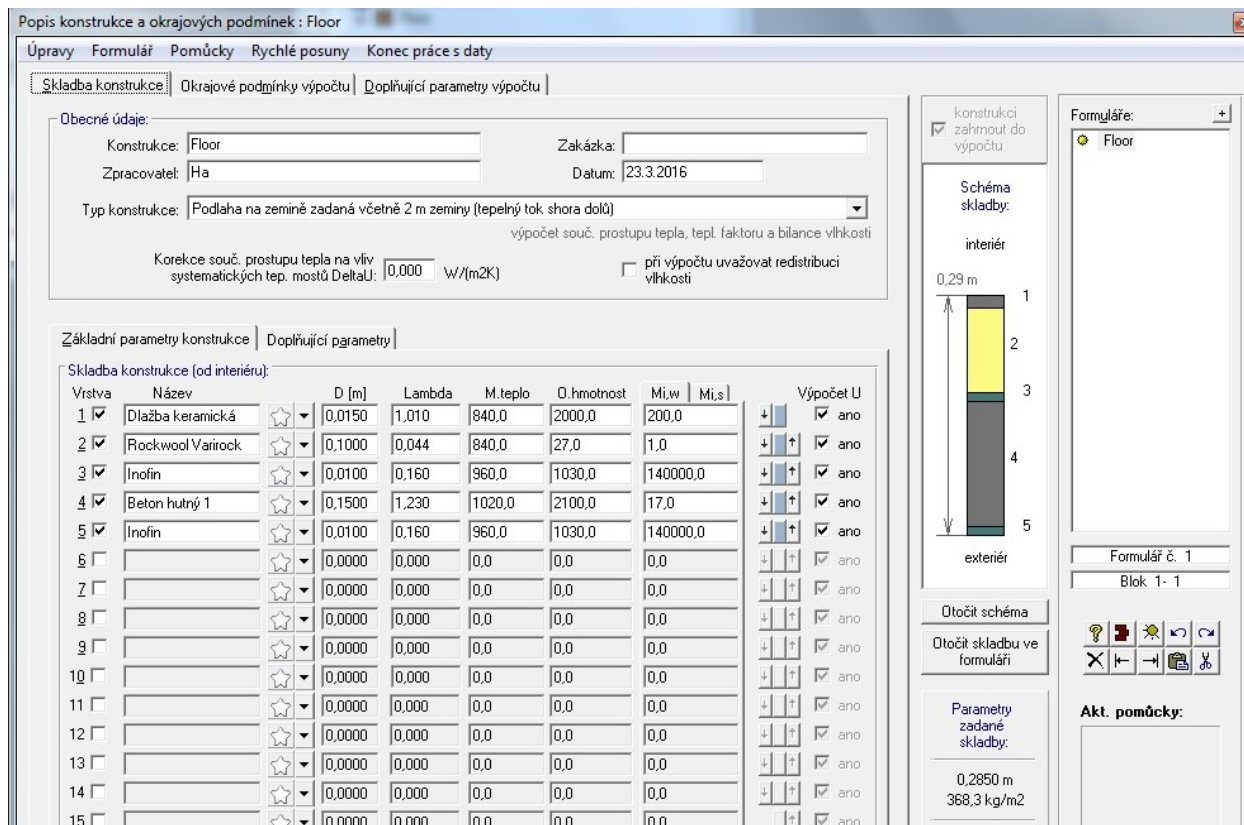 Popis konstrukce a okrajových podmínek : Floor
Úpravy Formulář Pomůcky Rychlé posuny Konec práce s daty
Skladba konstrukce Okrajové podmínky výpočtu Doplňující parametry výpočtu
Obecné údaje:
Konstrukce: Floor Zakázka:
Zpracovatel: Ha Datum: 23.3.2016
Typ konstrukce: Podlaha na zemině zadaná včetně 2 m zeminy (tepelný tok shora dolů)
výpočet souč. prostupu tepla, tepl. faktoru a bilance vlhkosti
Korekce souč. prostupu tepla na vliv
systematických tep. mostů DeltaU: 0,000 W/(m2K)
při výpočtu uvažovat redistribuci
vlhkosti
Základní parametry konstrukce Doplňující parametry
Skladba konstrukce (od interiéru):
Vrstva Název D [m] Lambda M.teplo O.hmotnost Mi,w Mi,s Výpočet U
1 Dlažba keramická 0,0150 1,010 840,0 2000,0 200,0 ano
2 Rockwool Varirock 0,1000 0,044 840,0 27,0 1,0 ano
3 Inofin 0,0100 0,160 960,0 1030,0 140000,0 ano
4 Beton hutný 1 0,1500 1,230 1020,0 2100,0 17,0 ano
5 Inofin 0,0100 0,160 960,0 1030,0 140000,0 ano
6 0,0000 0,000 0,0 0,0 0,0 ano
7 0,0000 0,000 0,0 0,0 0,0 ano
8 0,0000 0,000 0,0 0,0 0,0 ano
9 0,0000 0,000 0,0 0,0 0,0 ano
10 0,0000 0,000 0,0 0,0 0,0 ano
11 0,0000 0,000 0,0 0,0 0,0 ano
12 0,0000 0,000 0,0 0,0 0,0 ano
13 0,0000 0,000 0,0 0,0 0,0 ano
14 0,0000 0,000 0,0 0,0 0,0 ano
15 0,0000 0,000 0,0 0,0 0,0 ano
konstrukci
zahrnout do
výpočtu
Schéma
skladby:
interiér
0,29 m
1
2
3
4
5
exteriér
Otočit schéma
Otočit skladbu ve
formuláři
Parametry
zadané
skladby:
0,2850 m
368,3 kg/m2
Formuláře: +
Floor
Formulář č. 1
Blok 1- 1
Akt. pomůcky: